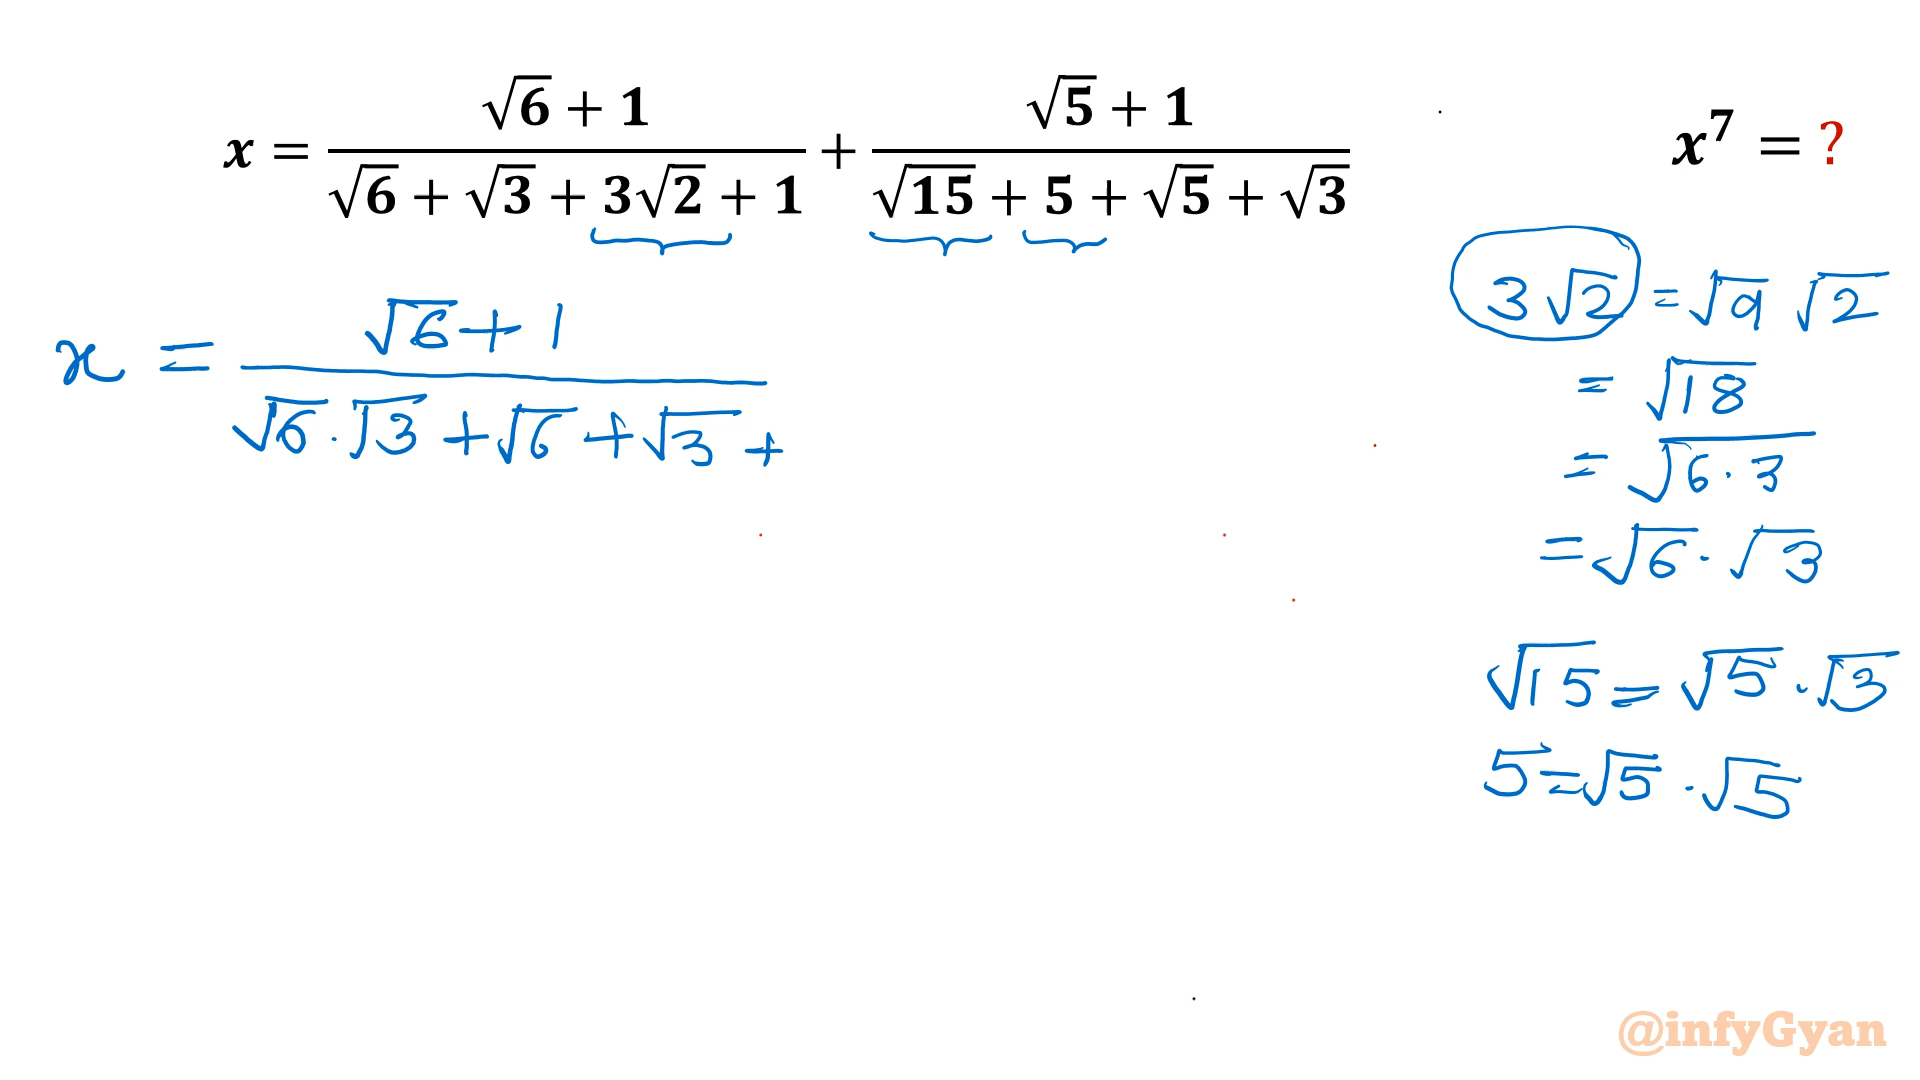 x = (√6 + 1)/(√6 + √3 + 3√2 + 1) + (√5 + 1)/(√15 + 5 + √5 + √3)
x⁷ = ?
x = (√6 + 1)/(√6 · √3 + √6 + √3 +
3√2 = √9 √2
= √18
= √6 · 3
= √6 · √3
√15 = √5 · √3
5 = √5 · √5
@infyGyan